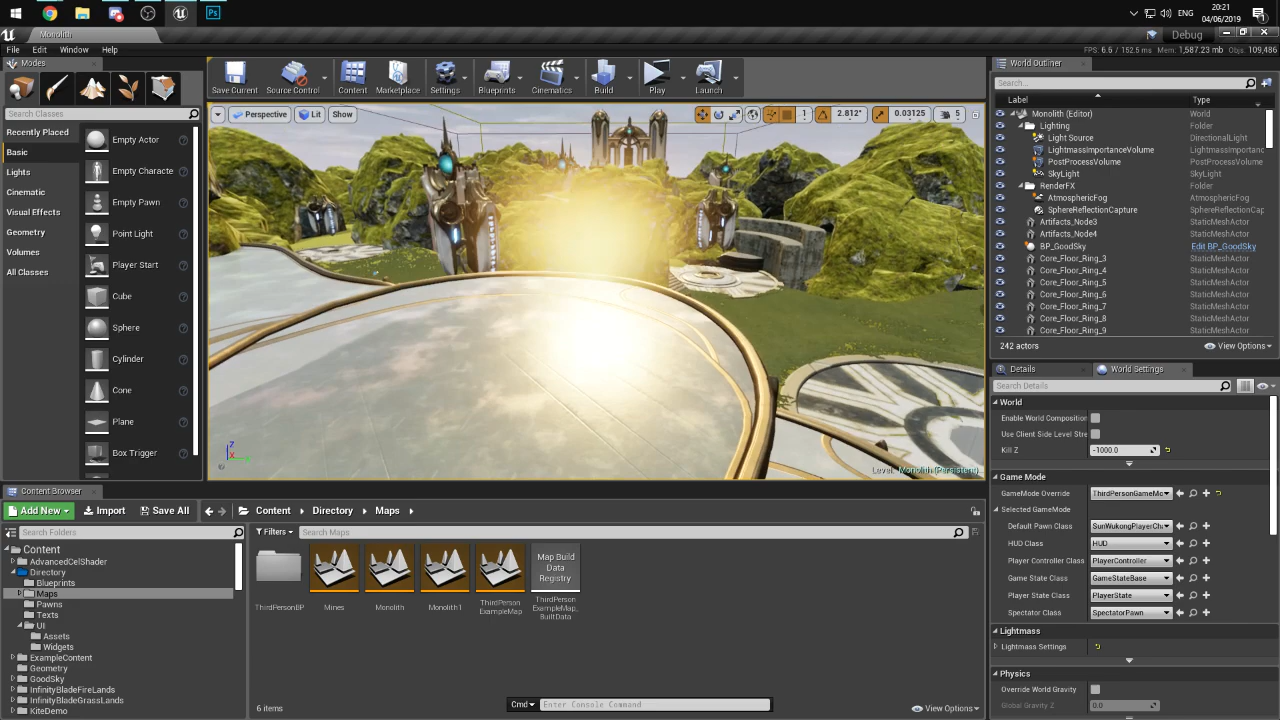 ENG
20:21
04/06/2019
Monolith
Debug
File
Edit
Window
Help
FPS: 6.6 / 152.5 ms Mem: 1,587.23 mb Objs: 109,486
Modes
Search Classes
Recently Placed
Basic
Lights
Cinematic
Visual Effects
Geometry
Volumes
All Classes
Empty Actor
Empty Characte
Empty Pawn
Point Light
Player Start
Cube
Sphere
Cylinder
Cone
Plane
Box Trigger
Save Current
Source Control
Content
Marketplace
Settings
Blueprints
Cinematics
Build
Play
Launch
Perspective
Lit
Show
1
2.812°
0.03125
5
Z
X
Level: Monolith (Persistent)
World Outliner
Search...
Label
Type
Monolith (Editor) World
Lighting Folder
Light Source DirectionalLight
LightmassImportanceVolume LightmassImportanc
PostProcessVolume PostProcessVolume
SkyLight SkyLight
RenderFX Folder
AtmosphericFog AtmosphericFog
SphereReflectionCapture SphereReflectionCap
Artifacts_Node3 StaticMeshActor
Artifacts_Node4 StaticMeshActor
BP_GoodSky Edit BP_GoodSky
Core_Floor_Ring_3 StaticMeshActor
Core_Floor_Ring_4 StaticMeshActor
Core_Floor_Ring_5 StaticMeshActor
Core_Floor_Ring_6 StaticMeshActor
Core_Floor_Ring_7 StaticMeshActor
Core_Floor_Ring_8 StaticMeshActor
Core_Floor_Ring_9 StaticMeshActor
242 actors
View Options
Details
World Settings
Search Details
World
Enable World Composition
Use Client Side Level Stre
Kill Z -1000.0
Game Mode
GameMode Override ThirdPersonGameMo
Selected GameMode
Default Pawn Class SunWukongPlayerCha
HUD Class HUD
Player Controller Class PlayerController
Game State Class GameStateBase
Player State Class PlayerState
Spectator Class SpectatorPawn
Lightmass
Lightmass Settings
Physics
Override World Gravity
Global Gravity Z 0.0
Content Browser
Add New
Import
Save All
Content
Directory
Maps
Search Folders
Filters
Search Maps
Content
AdvancedCelShader
Directory
Blueprints
Maps
Pawns
Texts
UI
Assets
Widgets
ExampleContent
Geometry
GoodSky
InfinityBladeFireLands
InfinityBladeGrassLands
KiteDemo
ThirdPersonBP
Mines
Monolith
Monolith1
ThirdPerson
ExampleMap
Map Build
Data
Registry
ThirdPerson
ExampleMap_
BuiltData
6 items
Cmd
Enter Console Command
View Options